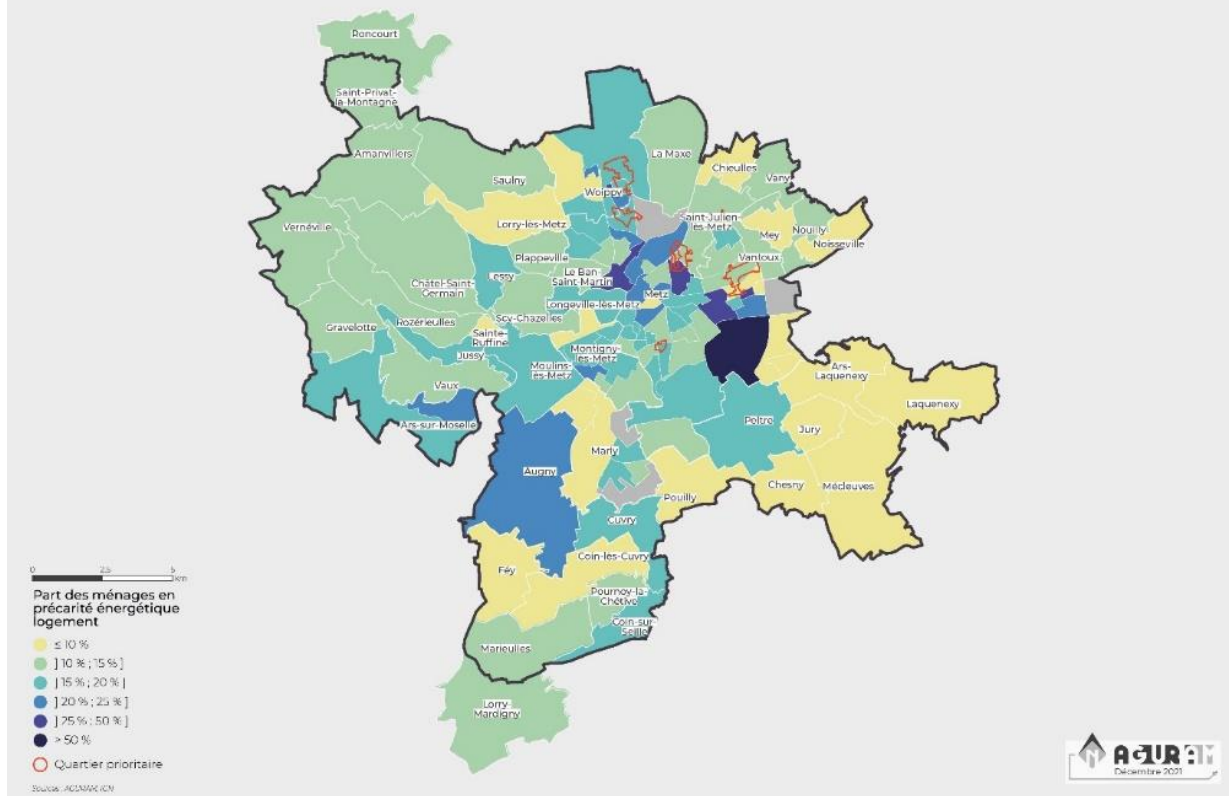 Roncourt
Saint-Privat-
la-Montagne
Amanvillers
Saulny
La Maxe
Chieulles
Vany
Woippy
Lorry-lès-Metz
Saint-Julien-
lès-Metz
Mey
Nouilly
Noisseville
Vernéville
Plappeville
Vantoux
Lessy
Le Ban-
Saint-Martin
Châtel-Saint-
Germain
Metz
Longeville-lès-Metz
Gravelotte
Rozérieulles
Scy-Chazelles
Sainte-
Ruffine
Jussy
Montigny-
lès-Metz
Moulins-
lès-Metz
Ars-
Laquenexy
Vaux
Laquenexy
Ars-sur-Moselle
Peltre
Jury
Marly
Augny
Chesny
Mécleuves
Pouilly
Cuvry
Coin-lès-Cuvry
Féy
Pournoy-la-
Chétive
Coin-sur-
Seille
Marieulles
Lorry-
Mardigny
0 2,5 5
km
Part des ménages en
précarité énergétique
logement
≤ 10 %
] 10 % ; 15 % ]
] 15 % ; 20 % ]
] 20 % ; 25 % ]
] 25 % ; 50 % ]
> 50 %
Quartier prioritaire
N AGURAM
Décembre 2021